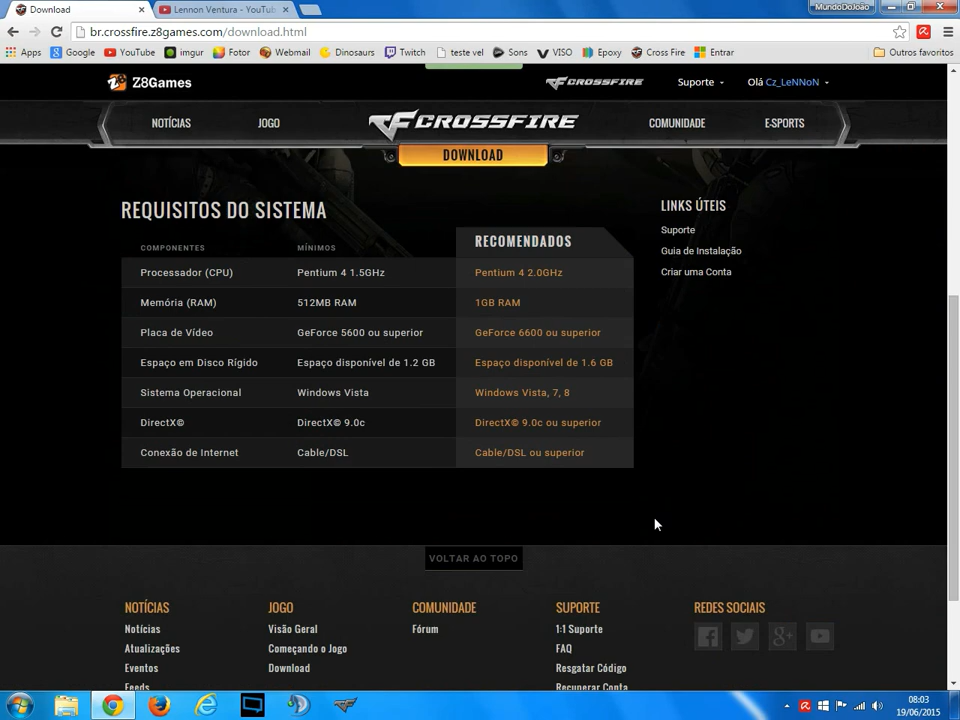 Download
Lennon Ventura - YouTub
MundoDoJoão
br.crossfire.z8games.com/download.html
Apps Google YouTube imgur Fotor Webmail Dinosaurs Twitch teste vel Sons VISO Epoxy Cross Fire Entrar Outros favoritos
Z8Games CROSSFIRE Suporte Olá Cz_LeNNoN
NOTÍCIAS JOGO CROSSFIRE COMUNIDADE E-SPORTS
DOWNLOAD
REQUISITOS DO SISTEMA
COMPONENTES MÍNIMOS RECOMENDADOS
Processador (CPU) Pentium 4 1.5GHz Pentium 4 2.0GHz
Memória (RAM) 512MB RAM 1GB RAM
Placa de Vídeo GeForce 5600 ou superior GeForce 6600 ou superior
Espaço em Disco Rígido Espaço disponível de 1.2 GB Espaço disponível de 1.6 GB
Sistema Operacional Windows Vista Windows Vista, 7, 8
DirectX© DirectX© 9.0c DirectX© 9.0c ou superior
Conexão de Internet Cable/DSL Cable/DSL ou superior
LINKS ÚTEIS
Suporte
Guia de Instalação
Criar uma Conta
VOLTAR AO TOPO
NOTÍCIAS
Notícias
Atualizações
Eventos
Feeds
JOGO
Visão Geral
Começando o Jogo
Download
COMUNIDADE
Fórum
SUPORTE
1:1 Suporte
FAQ
Resgatar Código
Recuperar Conta
REDES SOCIAIS
08:03
19/06/2015